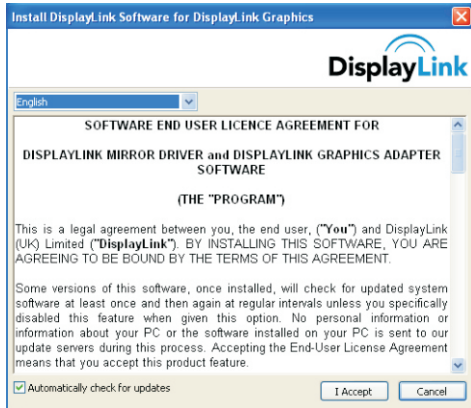 Install DisplayLink Software for DisplayLink Graphics
DisplayLink
English
SOFTWARE END USER LICENCE AGREEMENT FOR
DISPLAYLINK MIRROR DRIVER and DISPLAYLINK GRAPHICS ADAPTER
SOFTWARE
(THE "PROGRAM")
This is a legal agreement between you, the end user, ("You") and DisplayLink
(UK) Limited ("DisplayLink"). BY INSTALLING THIS SOFTWARE, YOU ARE
AGREEING TO BE BOUND BY THE TERMS OF THIS AGREEMENT.
Some versions of this software, once installed, will check for updated system
software at least once and then again at regular intervals unless you specifically
disabled this feature when given this option. No personal information or
information about your PC or the software installed on your PC is sent to our
update servers during this process. Accepting the End-User License Agreement
means that you accept this product feature.
Automatically check for updates
I Accept
Cancel